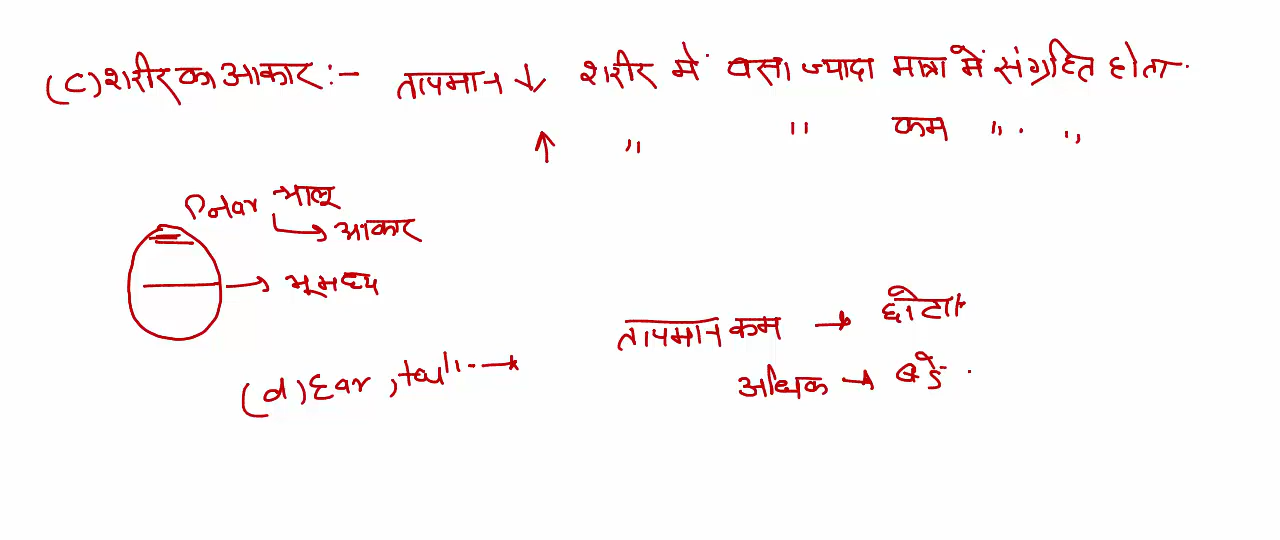 (C) शरीर का आकार :- तापमान ↓ शरीर में वसा ज्यादा मात्रा में संग्रहित होता.
↑ ,, ,, कम ,, . ,,
Polar भालू
↳ आकार
→ भूमध्य
तापमान कम → छोटा
(d) Ear, tail →
अधिक → बड़े .